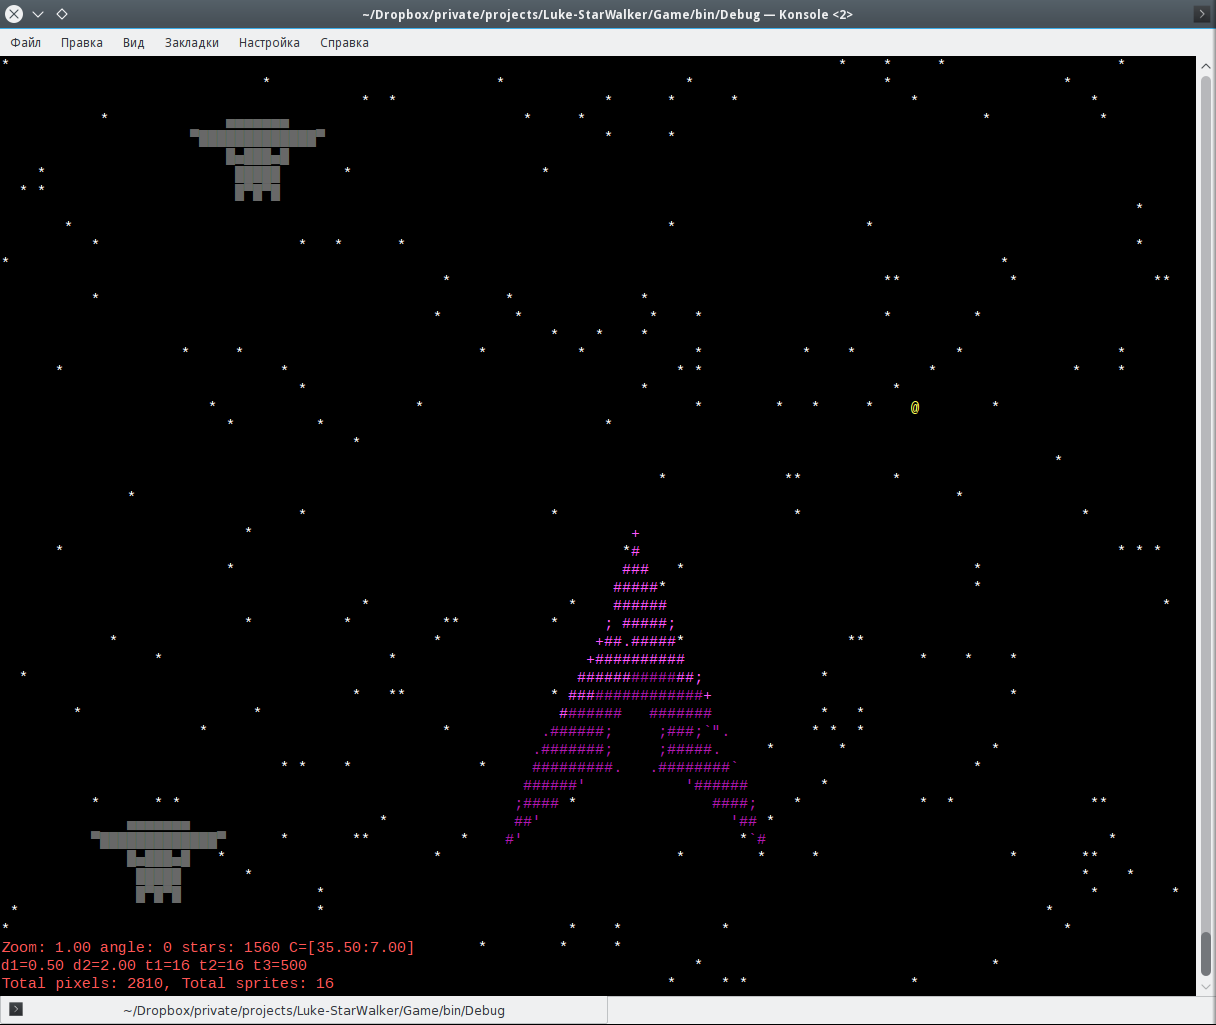 ~/Dropbox/private/projects/Luke-StarWalker/Game/bin/Debug — Konsole <2>
Файл Правка Вид Закладки Настройка Справка
@
Zoom: 1.00 angle: 0 stars: 1560 C=[35.50:7.00]
d1=0.50 d2=2.00 t1=16 t2=16 t3=500
Total pixels: 2810, Total sprites: 16
~/Dropbox/private/projects/Luke-StarWalker/Game/bin/Debug